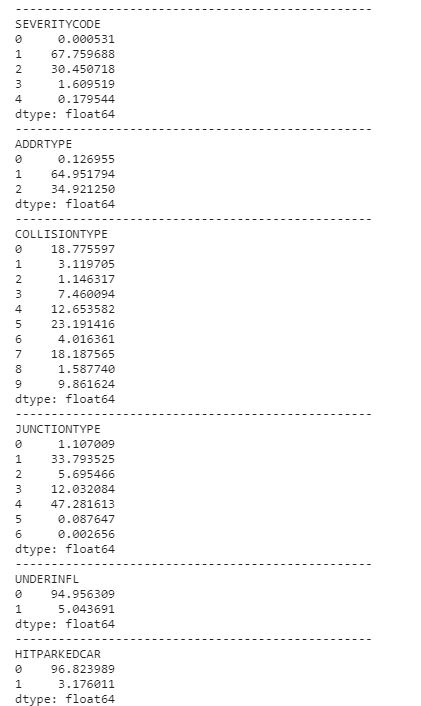 --------------------------------------------------
SEVERITYCODE
0     0.000531
1    67.759688
2    30.450718
3     1.609519
4     0.179544
dtype: float64
--------------------------------------------------
ADDRTYPE
0     0.126955
1    64.951794
2    34.921250
dtype: float64
--------------------------------------------------
COLLISIONTYPE
0    18.775597
1     3.119705
2     1.146317
3     7.460094
4    12.653582
5    23.191416
6     4.016361
7    18.187565
8     1.587740
9     9.861624
dtype: float64
--------------------------------------------------
JUNCTIONTYPE
0     1.107009
1    33.793525
2     5.695466
3    12.032084
4    47.281613
5     0.087647
6     0.002656
dtype: float64
--------------------------------------------------
UNDERINFL
0    94.956309
1     5.043691
dtype: float64
--------------------------------------------------
HITPARKEDCAR
0    96.823989
1     3.176011
dtype: float64